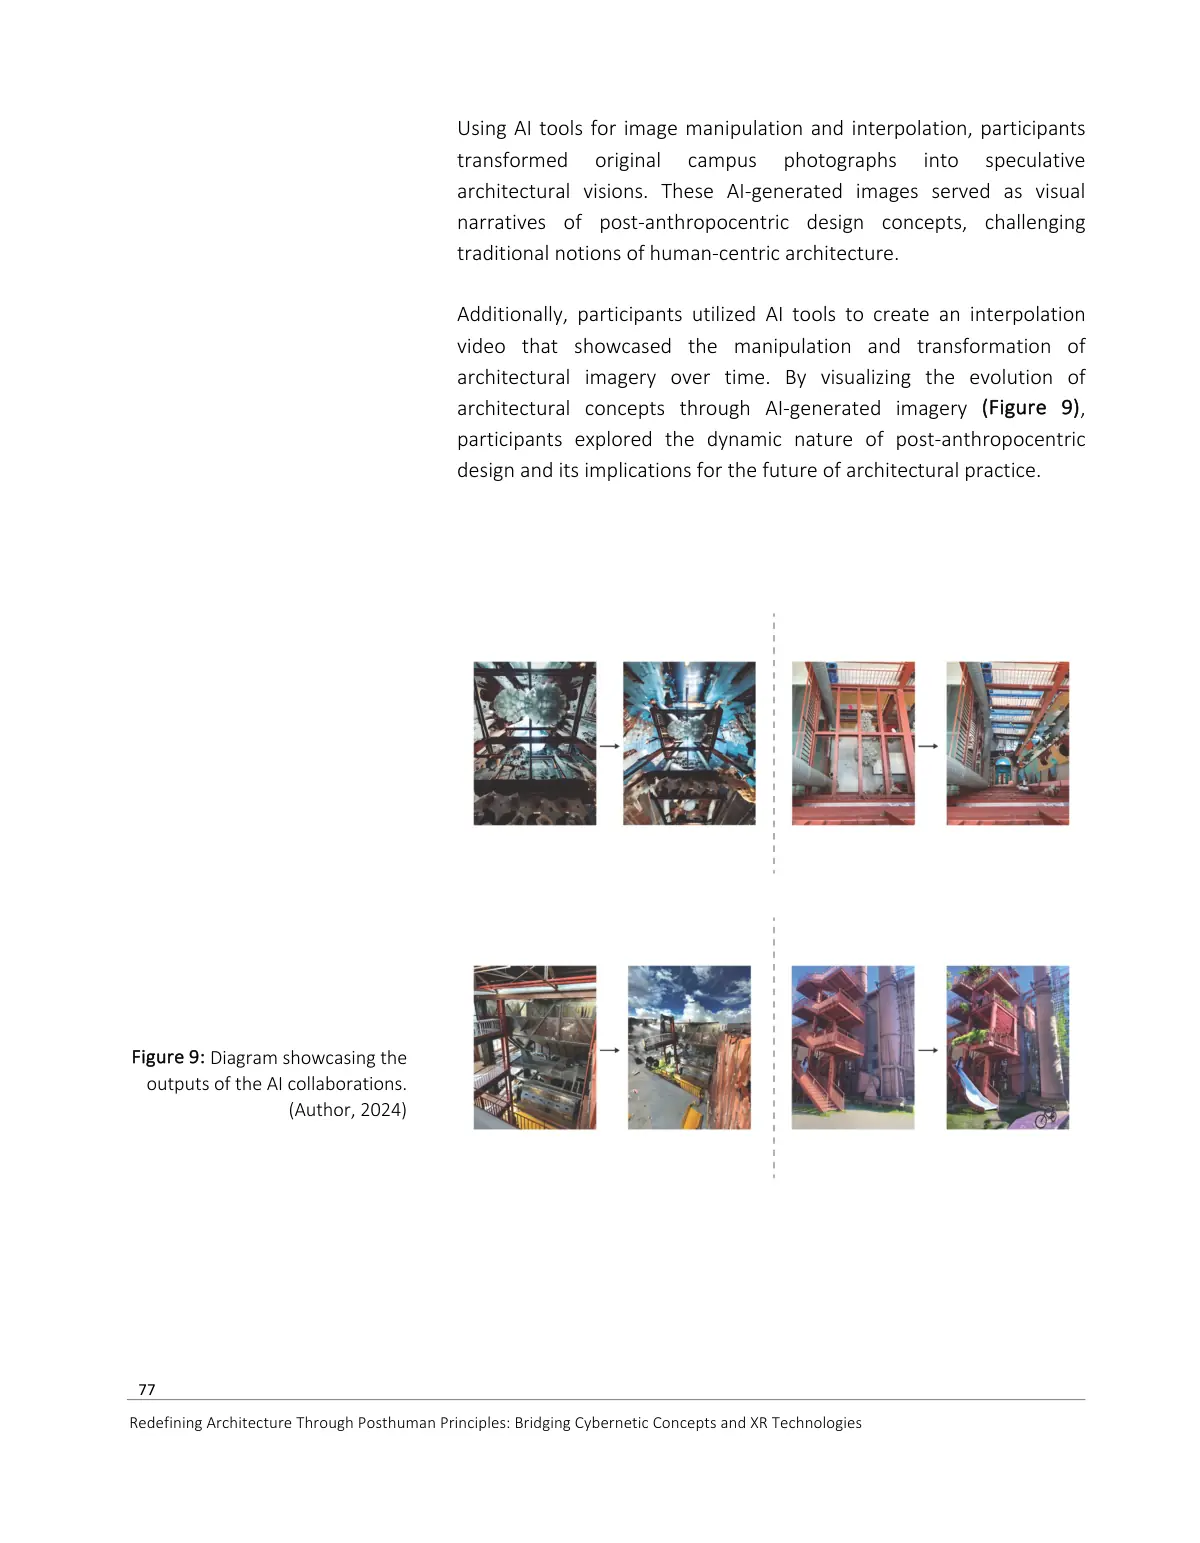 Using AI tools for image manipulation and interpolation, participants
transformed original campus photographs into speculative
architectural visions. These AI-generated images served as visual
narratives of post-anthropocentric design concepts, challenging
traditional notions of human-centric architecture.
Additionally, participants utilized AI tools to create an interpolation
video that showcased the manipulation and transformation of
architectural imagery over time. By visualizing the evolution of
architectural concepts through AI-generated imagery (Figure 9),
participants explored the dynamic nature of post-anthropocentric
design and its implications for the future of architectural practice.
Figure 9: Diagram showcasing the
outputs of the AI collaborations.
(Author, 2024)
77
Redefining Architecture Through Posthuman Principles: Bridging Cybernetic Concepts and XR Technologies